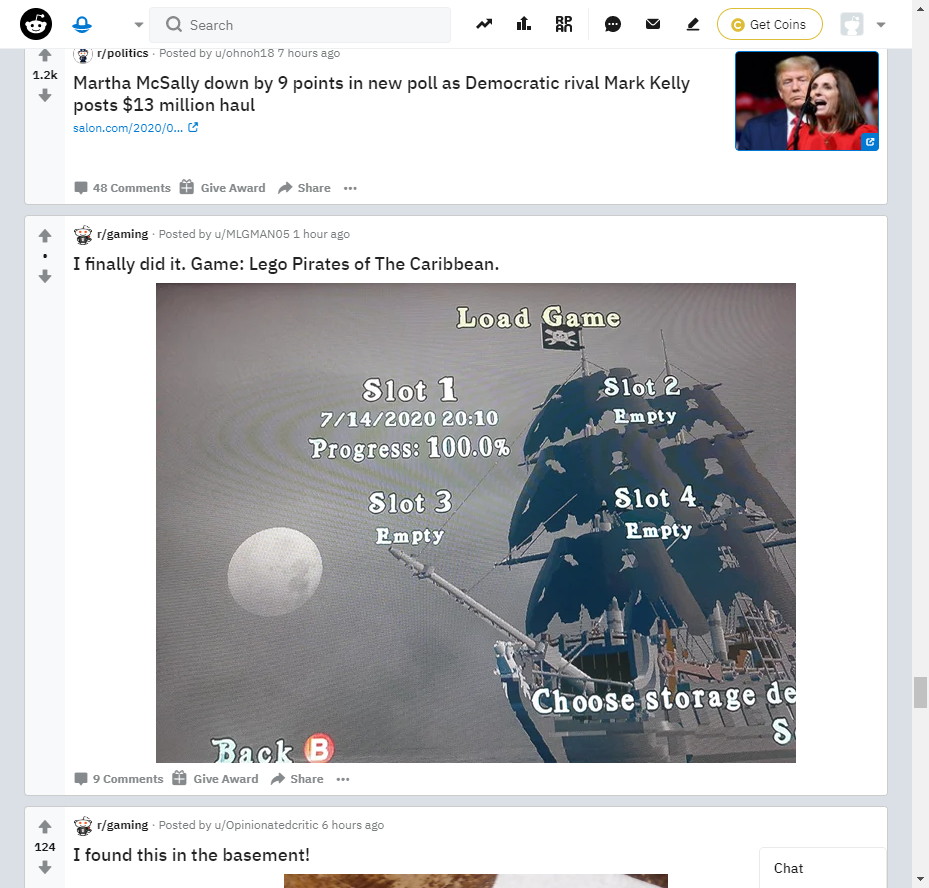 Search
Get Coins
r/politics · Posted by u/ohnoh18 7 hours ago
1.2k
Martha McSally down by 9 points in new poll as Democratic rival Mark Kelly
posts $13 million haul
salon.com/2020/0...
48 Comments Give Award Share ...
r/gaming · Posted by u/MLGMAN05 1 hour ago
•
I finally did it. Game: Lego Pirates of The Caribbean.
Load Game
Slot 1
7/14/2020 20:10
Progress: 100.0%
Slot 2
Empty
Slot 3
Empty
Slot 4
Empty
Choose storage de
S
Back B
9 Comments Give Award Share ...
r/gaming · Posted by u/Opinionatedcritic 6 hours ago
124
I found this in the basement!
Chat